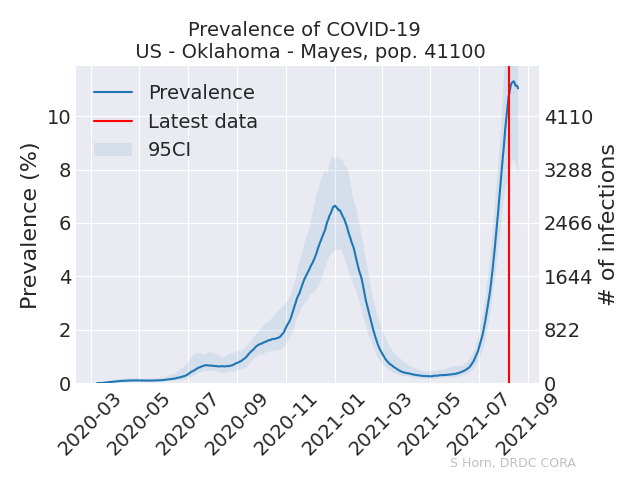 Prevalence of COVID-19
US - Oklahoma - Mayes, pop. 41100
Prevalence
Latest data
95CI
Prevalence (%)
10
8
6
4
2
0
4110
3288
2466
1644
822
0
# of infections
2020-03
2020-05
2020-07
2020-09
2020-11
2021-01
2021-03
2021-05
2021-07
2021-09
S Horn, DRDC CORA